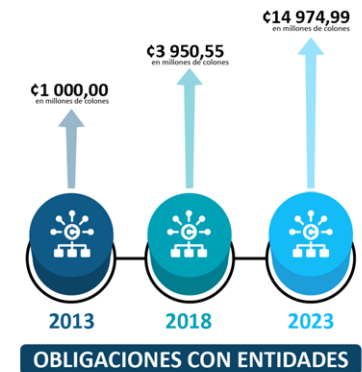 ¢14 974,99
en millones de colones
¢3 950,55
en millones de colones
¢1 000,00
en millones de colones
2013 2018 2023
OBLIGACIONES CON ENTIDADES